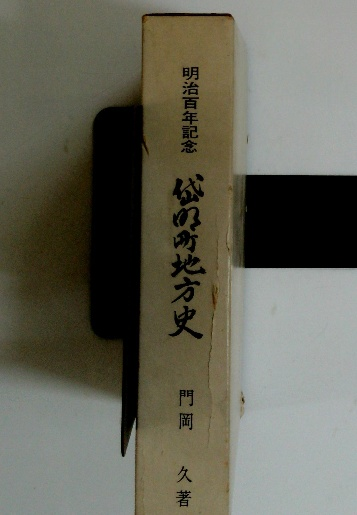 明治百年記念
岱明町地方史
門岡 久著